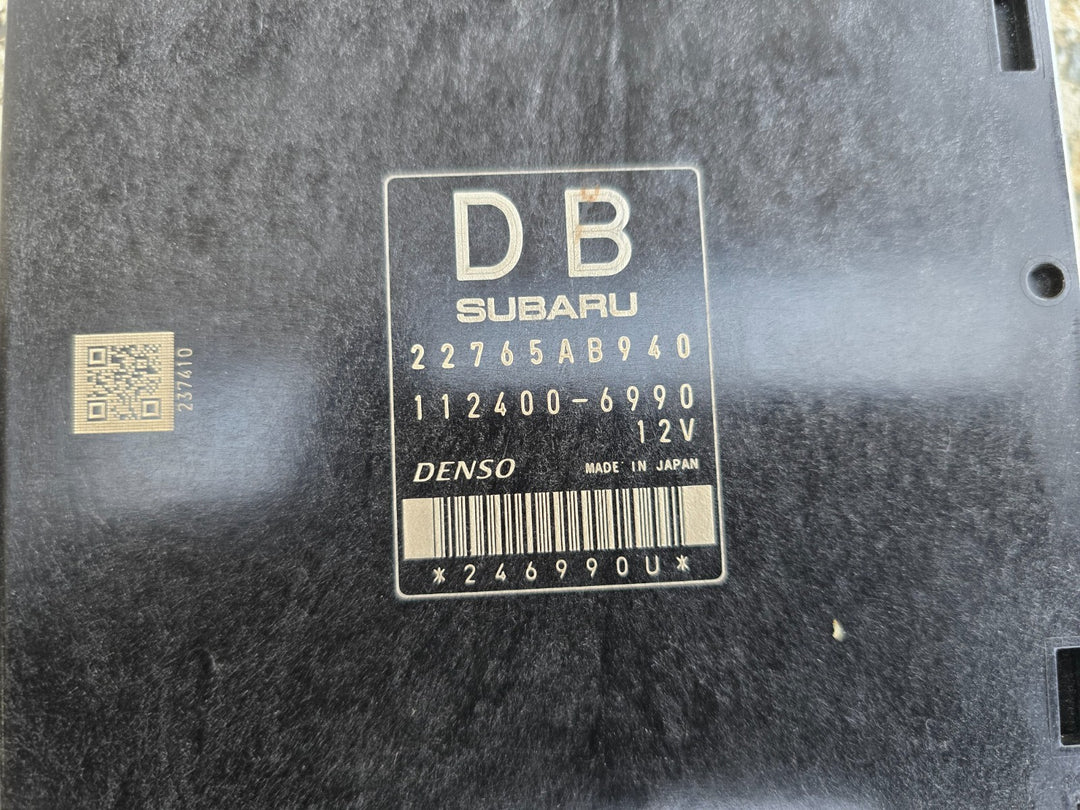 D B
SUBARU
22765AB940
112400-6990
12V
DENSO MADE IN JAPAN
*246990U*
237410